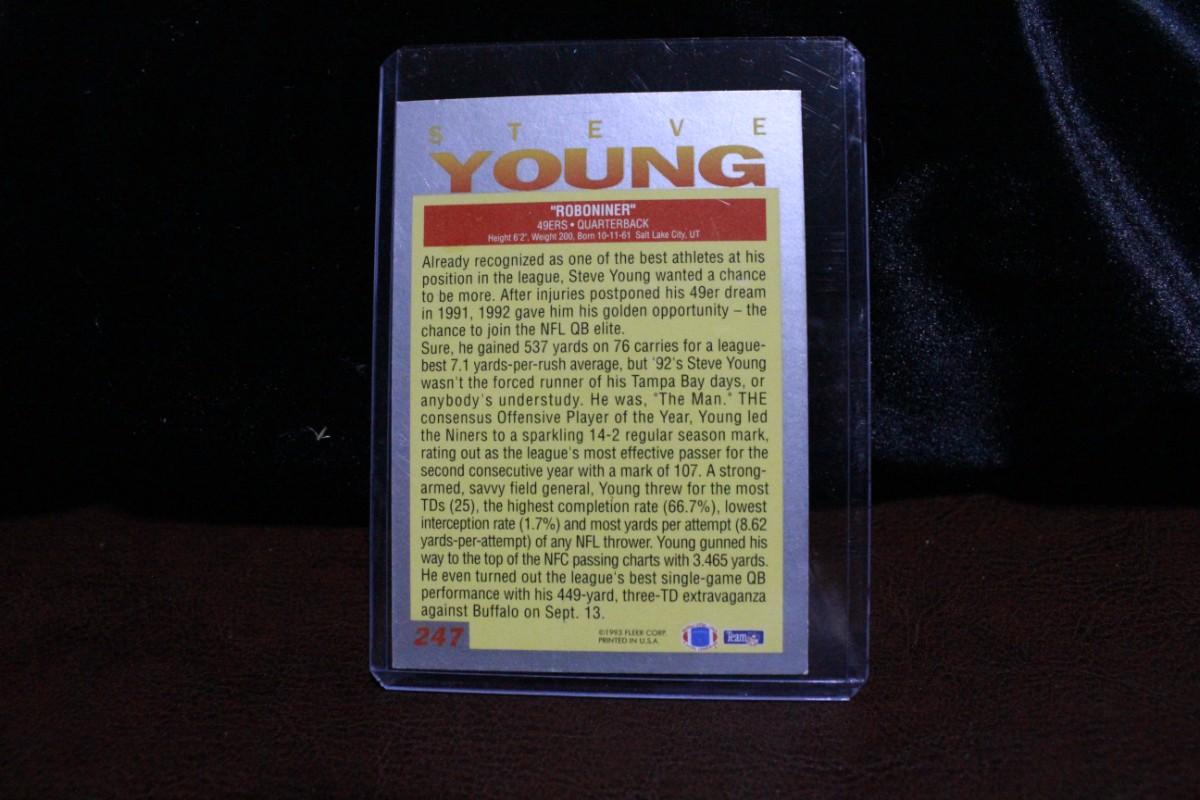 STEVE
YOUNG
"ROBONINER"
49ERS • QUARTERBACK
Height 6'2", Weight 200, Born 10-11-61 Salt Lake City, UT
Already recognized as one of the best athletes at his
position in the league, Steve Young wanted a chance
to be more. After injuries postponed his 49er dream
in 1991, 1992 gave him his golden opportunity – the
chance to join the NFL QB elite.
Sure, he gained 537 yards on 76 carries for a league-
best 7.1 yards-per-rush average, but '92's Steve Young
wasn't the forced runner of his Tampa Bay days, or
anybody's understudy. He was, "The Man." THE
consensus Offensive Player of the Year, Young led
the Niners to a sparkling 14-2 regular season mark,
rating out as the league's most effective passer for the
second consecutive year with a mark of 107. A strong-
armed, savvy field general, Young threw for the most
TDs (25), the highest completion rate (66.7%), lowest
interception rate (1.7%) and most yards per attempt (8.62
yards-per-attempt) of any NFL thrower. Young gunned his
way to the top of the NFC passing charts with 3.465 yards.
He even turned out the league's best single-game QB
performance with his 449-yard, three-TD extravaganza
against Buffalo on Sept. 13.
247
©1993 FLEER CORP.
PRINTED IN U.S.A.
Team